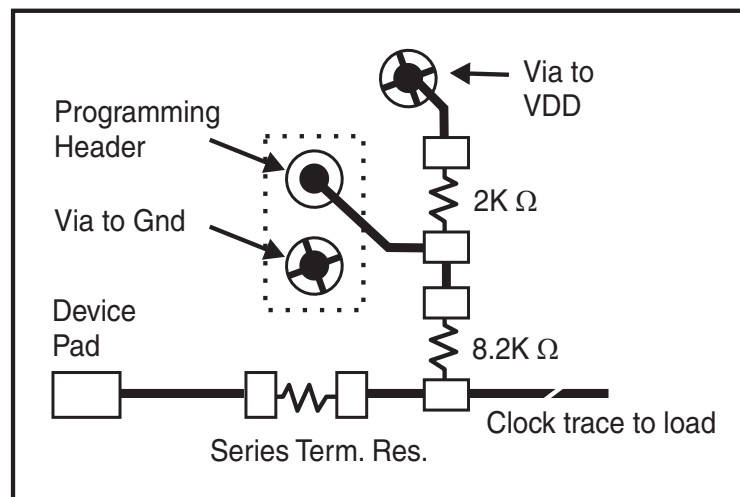 Via to
VDD
Programming
Header
2K Ω
Via to Gnd
Device
Pad
8.2K Ω
Clock trace to load
Series Term. Res.